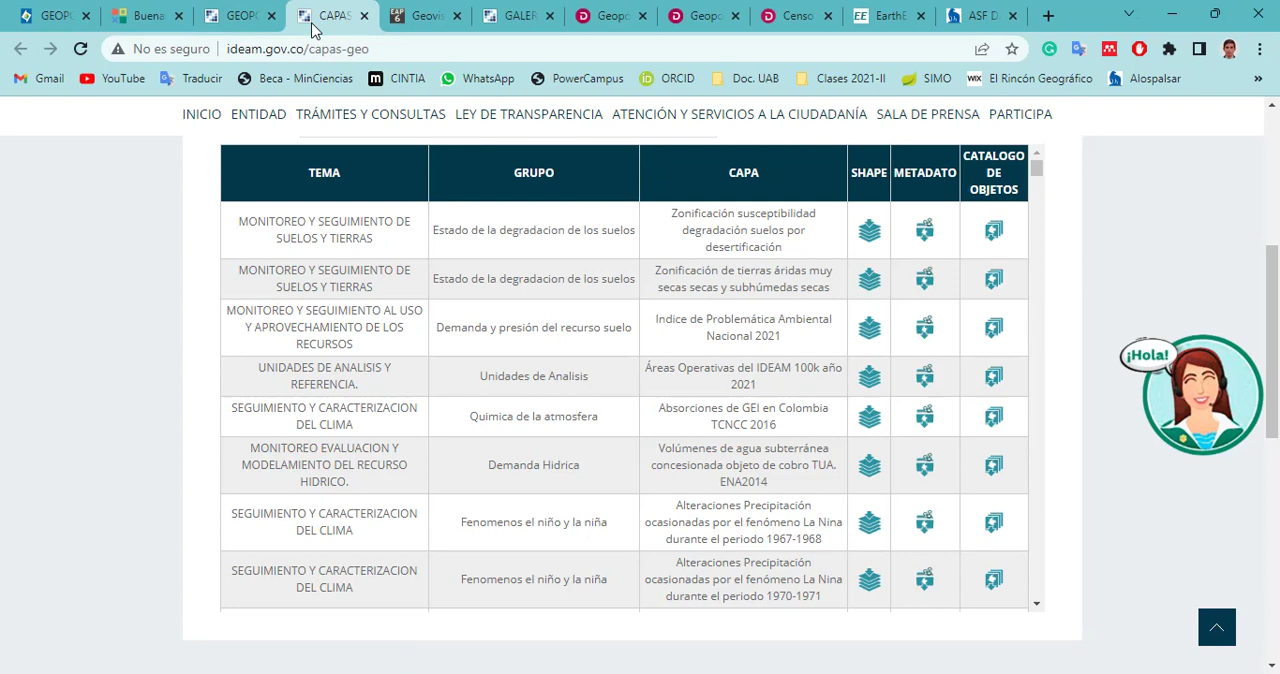 GEOPC
Buena
GEOPC
CAPAS
Geovis
GALER
Geopc
Geopc
Censo
EarthE
ASF D
No es seguro
ideam.gov.co/capas-geo
Gmail
YouTube
Traducir
Beca - MinCiencias
CINTIA
WhatsApp
PowerCampus
ORCID
Doc. UAB
Clases 2021-II
SIMO
El Rincón Geográfico
Alospalsar
INICIO ENTIDAD TRÁMITES Y CONSULTAS LEY DE TRANSPARENCIA ATENCIÓN Y SERVICIOS A LA CIUDADANÍA SALA DE PRENSA PARTICIPA
TEMA
GRUPO
CAPA
SHAPE
METADATO
CATALOGO
DE
OBJETOS
MONITOREO Y SEGUIMIENTO DE
SUELOS Y TIERRAS
Estado de la degradacion de los suelos
Zonificación susceptibilidad
degradación suelos por
desertificación
MONITOREO Y SEGUIMIENTO DE
SUELOS Y TIERRAS
Estado de la degradacion de los suelos
Zonificación de tierras áridas muy
secas secas y subhúmedas secas
MONITOREO Y SEGUIMIENTO AL USO
Y APROVECHAMIENTO DE LOS
RECURSOS
Demanda y presión del recurso suelo
Indice de Problemática Ambiental
Nacional 2021
UNIDADES DE ANALISIS Y
REFERENCIA.
Unidades de Analisis
Áreas Operativas del IDEAM 100k año
2021
SEGUIMIENTO Y CARACTERIZACION
DEL CLIMA
Quimica de la atmosfera
Absorciones de GEI en Colombia
TCNCC 2016
MONITOREO EVALUACION Y
MODELAMIENTO DEL RECURSO
HIDRICO.
Demanda Hidrica
Volúmenes de agua subterránea
concesionada objeto de cobro TUA.
ENA2014
SEGUIMIENTO Y CARACTERIZACION
DEL CLIMA
Fenomenos el niño y la niña
Alteraciones Precipitación
ocasionadas por el fenómeno La Nina
durante el periodo 1967-1968
SEGUIMIENTO Y CARACTERIZACION
DEL CLIMA
Fenomenos el niño y la niña
Alteraciones Precipitación
ocasionadas por el fenómeno La Nina
durante el periodo 1970-1971
¡Hola!